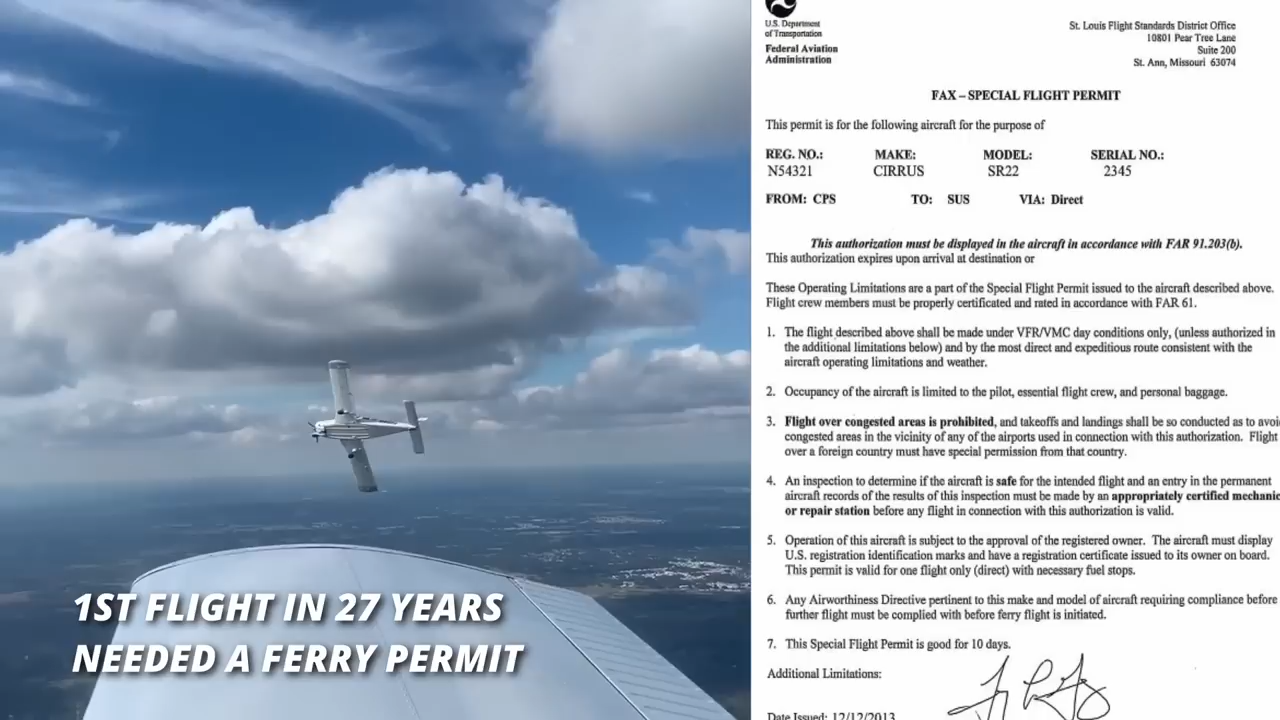 1ST FLIGHT IN 27 YEARS
NEEDED A FERRY PERMIT
U.S. Department
of Transportation
Federal Aviation
Administration
St. Louis Flight Standards District Office
10801 Pear Tree Lane
Suite 200
St. Ann, Missouri 63074
FAX – SPECIAL FLIGHT PERMIT
This permit is for the following aircraft for the purpose of
REG. NO.: MAKE: MODEL: SERIAL NO.:
N54321 CIRRUS SR22 2345
FROM: CPS TO: SUS VIA: Direct
This authorization must be displayed in the aircraft in accordance with FAR 91.203(b).
This authorization expires upon arrival at destination or
These Operating Limitations are a part of the Special Flight Permit issued to the aircraft described above.
Flight crew members must be properly certificated and rated in accordance with FAR 61.
1. The flight described above shall be made under VFR/VMC day conditions only, (unless authorized in
the additional limitations below) and by the most direct and expeditious route consistent with the
aircraft operating limitations and weather.
2. Occupancy of the aircraft is limited to the pilot, essential flight crew, and personal baggage.
3. Flight over congested areas is prohibited, and takeoffs and landings shall be so conducted as to avoi
congested areas in the vicinity of any of the airports used in connection with this authorization. Flight
over a foreign country must have special permission from that country.
4. An inspection to determine if the aircraft is safe for the intended flight and an entry in the permanent
aircraft records of the results of this inspection must be made by an appropriately certified mechanic
or repair station before any flight in connection with this authorization is valid.
5. Operation of this aircraft is subject to the approval of the registered owner. The aircraft must display
U.S. registration identification marks and have a registration certificate issued to its owner on board.
This permit is valid for one flight only (direct) with necessary fuel stops.
6. Any Airworthiness Directive pertinent to this make and model of aircraft requiring compliance before
further flight must be complied with before ferry flight is initiated.
7. This Special Flight Permit is good for 10 days.
Additional Limitations:
Date Issued: 12/12/2013